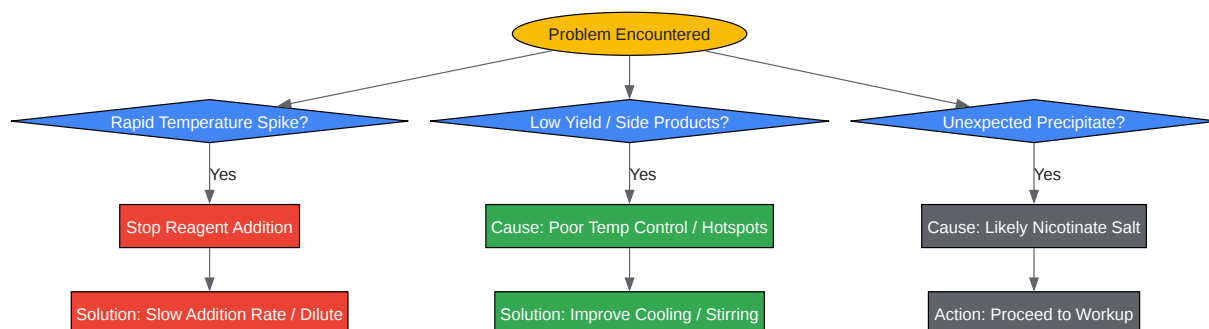 Problem Encountered
Rapid Temperature Spike?
Low Yield / Side Products?
Unexpected Precipitate?
Yes
Yes
Yes
Stop Reagent Addition
Cause: Poor Temp Control / Hotspots
Cause: Likely Nicotinate Salt
Solution: Slow Addition Rate / Dilute
Solution: Improve Cooling / Stirring
Action: Proceed to Workup